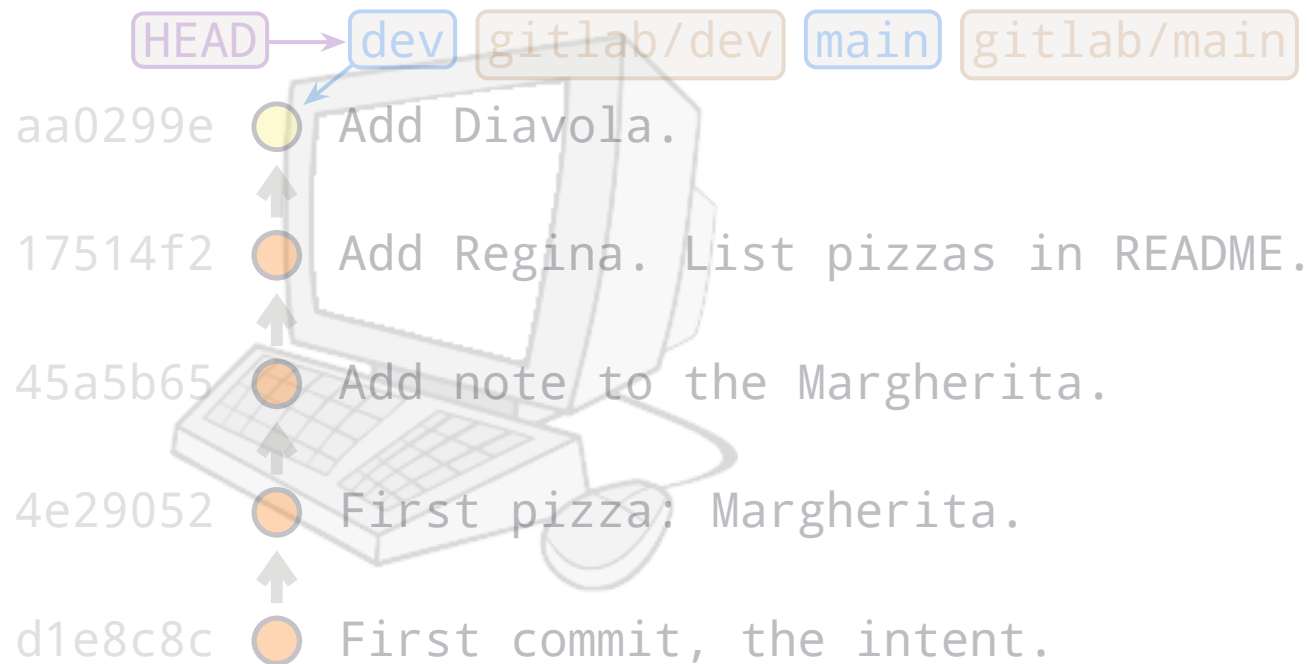 HEAD dev gitlab/dev main gitlab/main
aa0299e Add Diavola.
17514f2 Add Regina. List pizzas in README.
45a5b65 Add note to the Margherita.
4e29052 First pizza: Margherita.
d1e8c8c First commit, the intent.